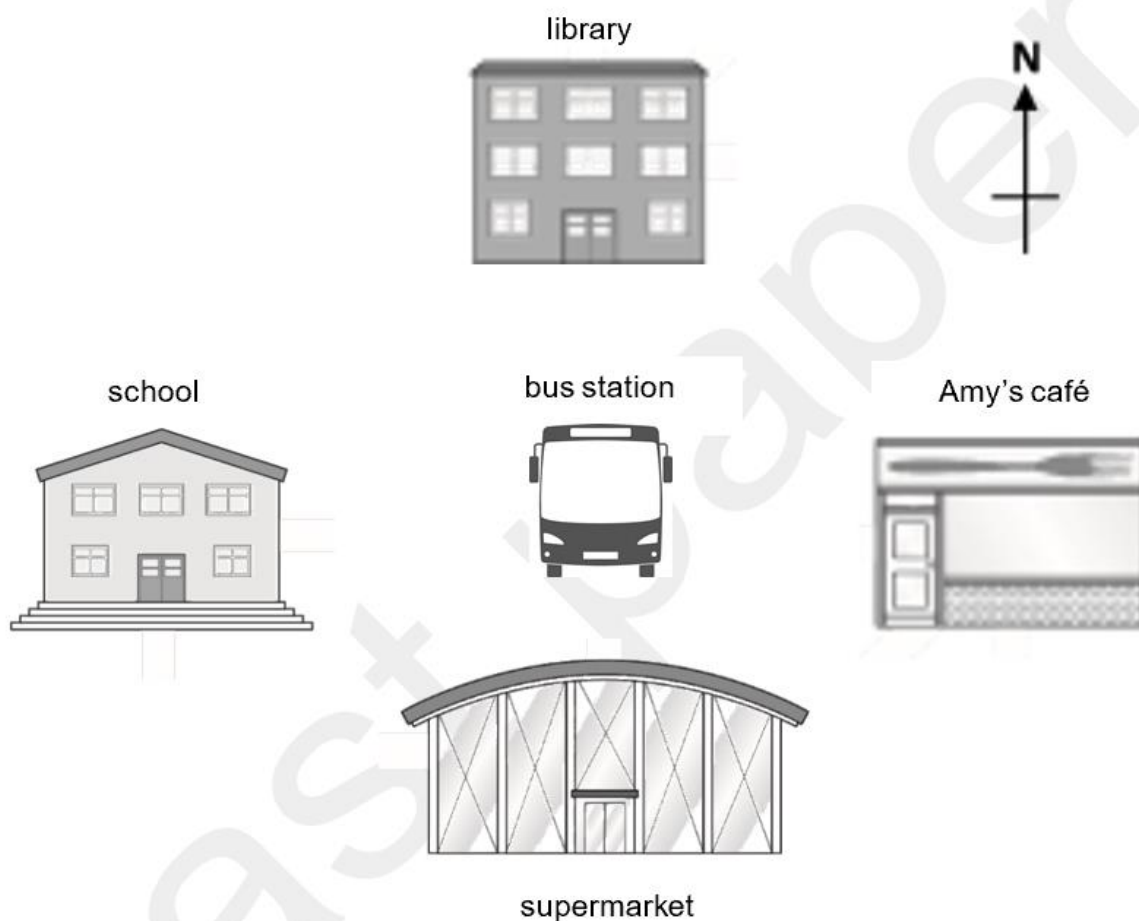 library
N
school
bus station
Amy's café
supermarket